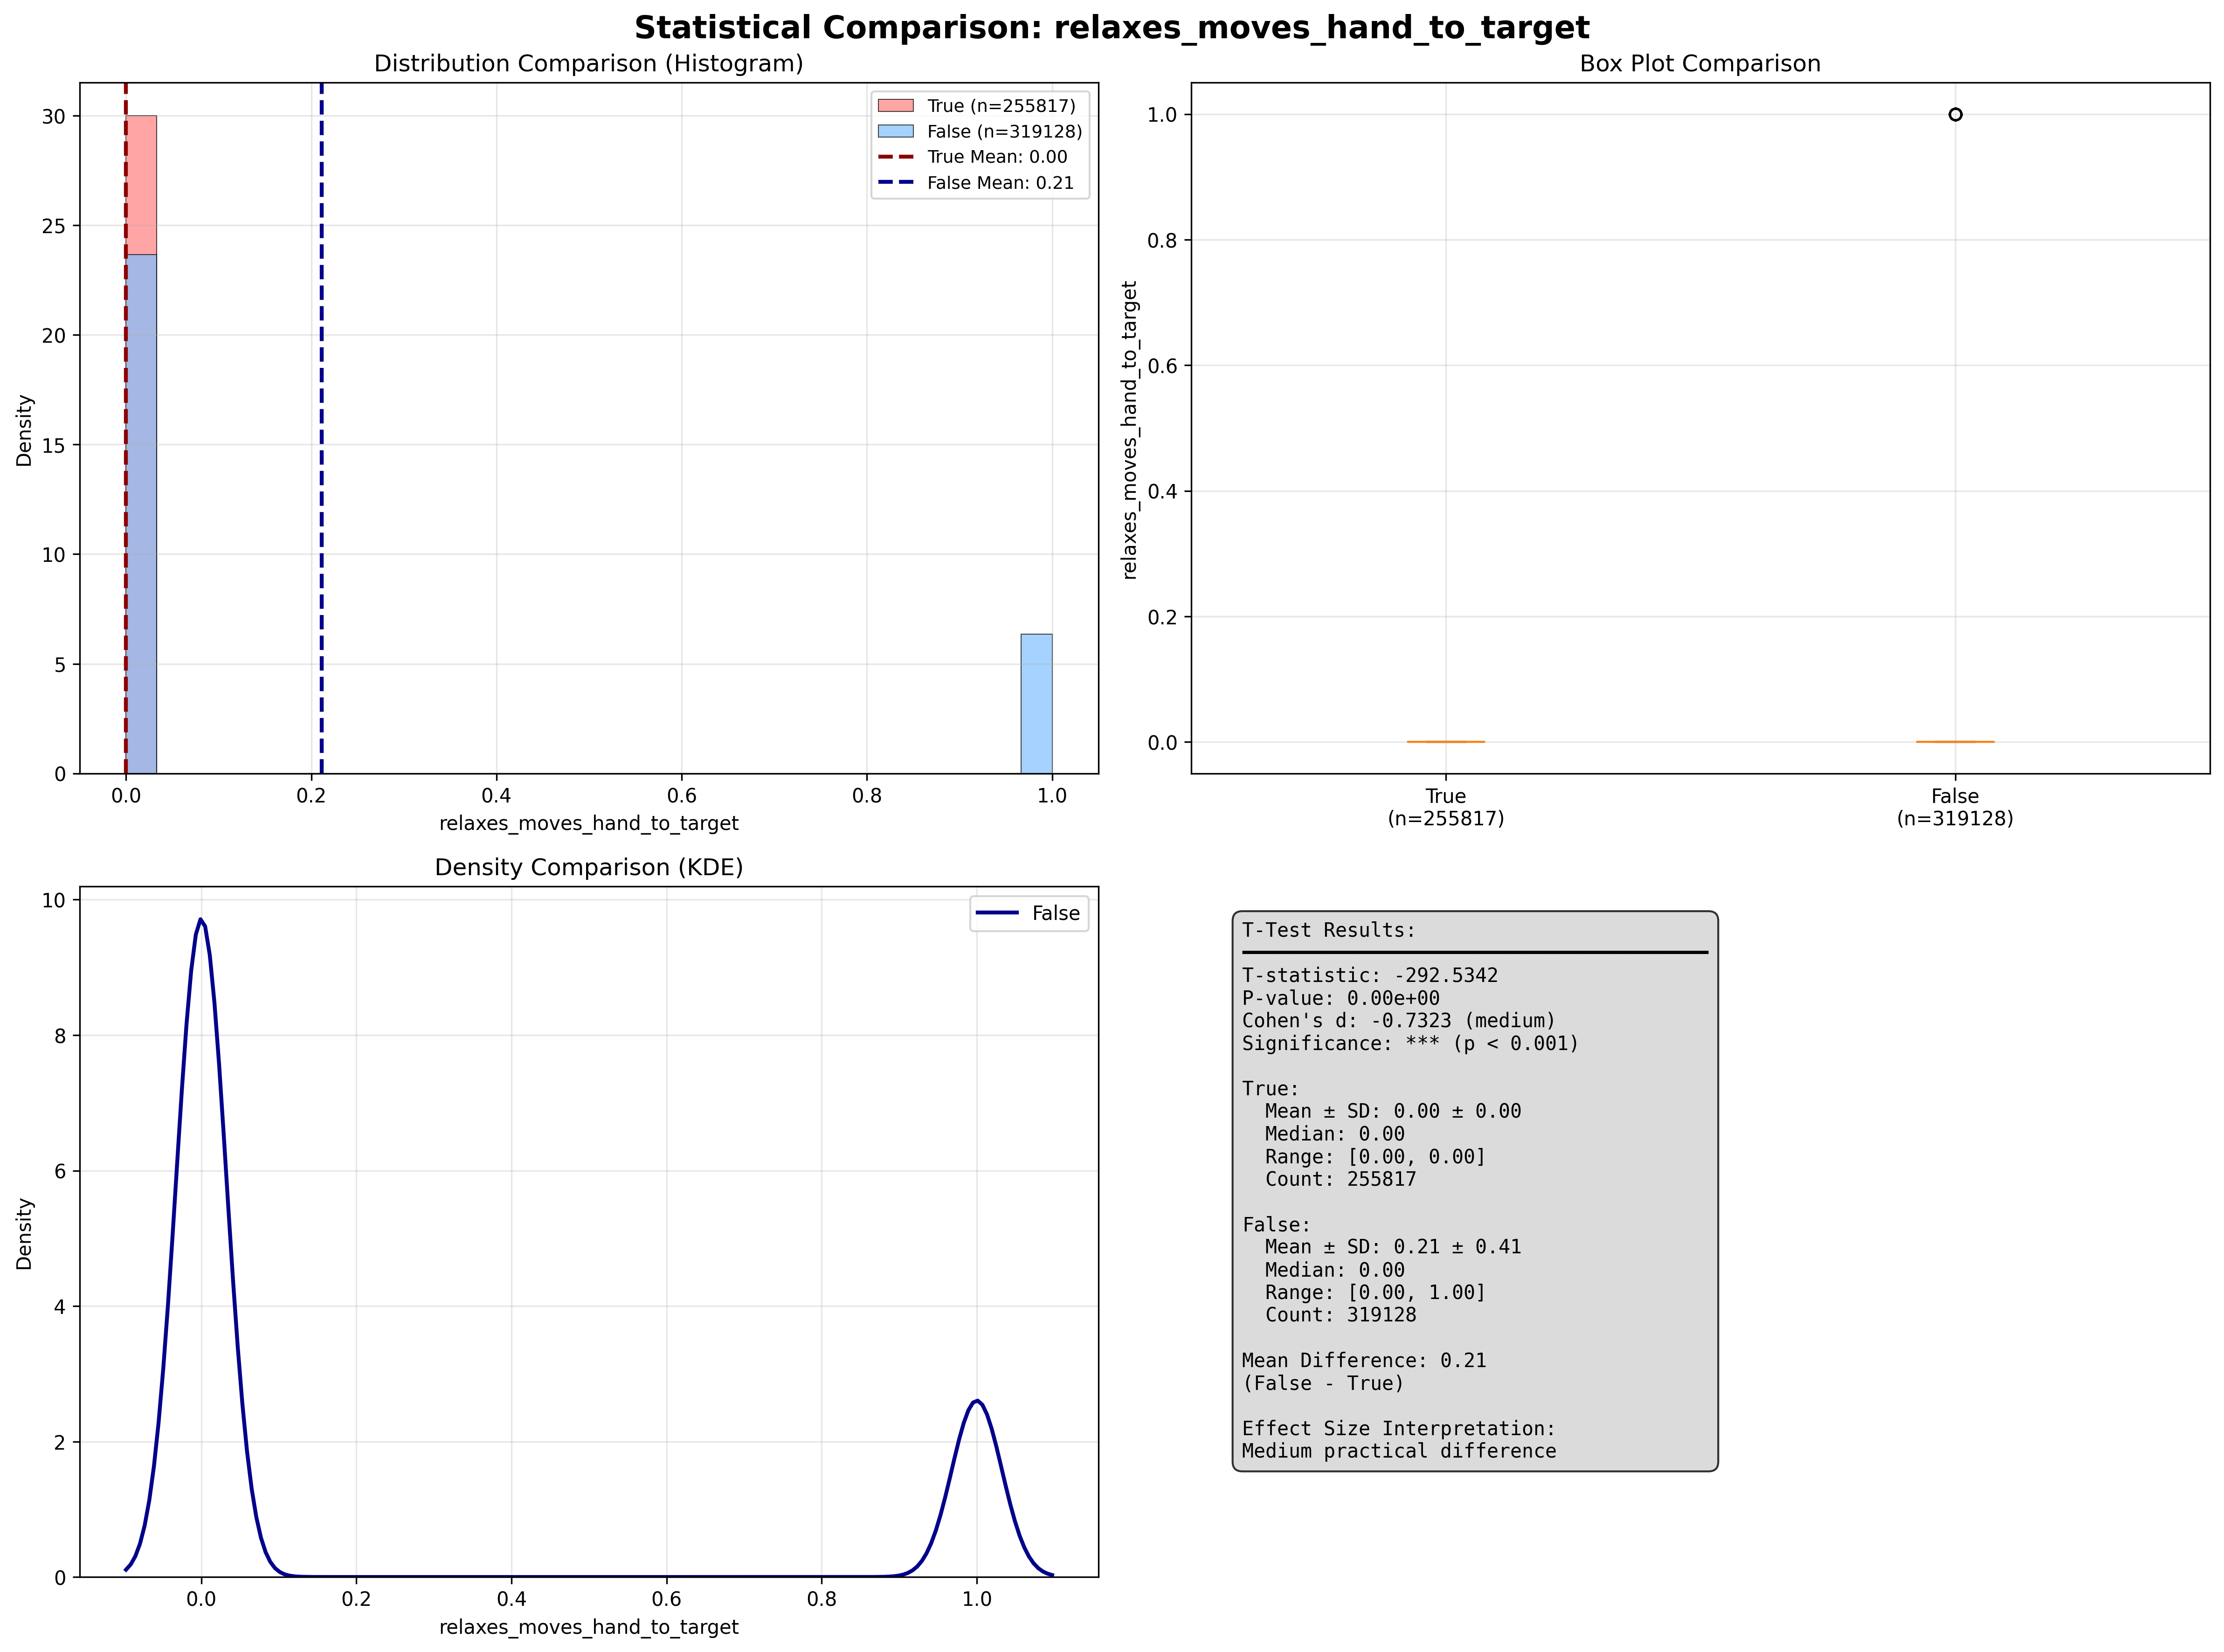 Statistical Comparison: relaxes_moves_hand_to_target
Distribution Comparison (Histogram)
Density
30
25
20
15
10
5
0
0.0 0.2 0.4 0.6 0.8 1.0
relaxes_moves_hand_to_target
True (n=255817)
False (n=319128)
True Mean: 0.00
False Mean: 0.21
Box Plot Comparison
relaxes_moves_hand_to_target
1.0
0.8
0.6
0.4
0.2
0.0
True
(n=255817)
False
(n=319128)
Density Comparison (KDE)
Density
10
8
6
4
2
0
0.0 0.2 0.4 0.6 0.8 1.0
relaxes_moves_hand_to_target
False
T-Test Results:
T-statistic: -292.5342
P-value: 0.00e+00
Cohen's d: -0.7323 (medium)
Significance: *** (p < 0.001)
True:
Mean ± SD: 0.00 ± 0.00
Median: 0.00
Range: [0.00, 0.00]
Count: 255817
False:
Mean ± SD: 0.21 ± 0.41
Median: 0.00
Range: [0.00, 1.00]
Count: 319128
Mean Difference: 0.21
(False - True)
Effect Size Interpretation:
Medium practical difference